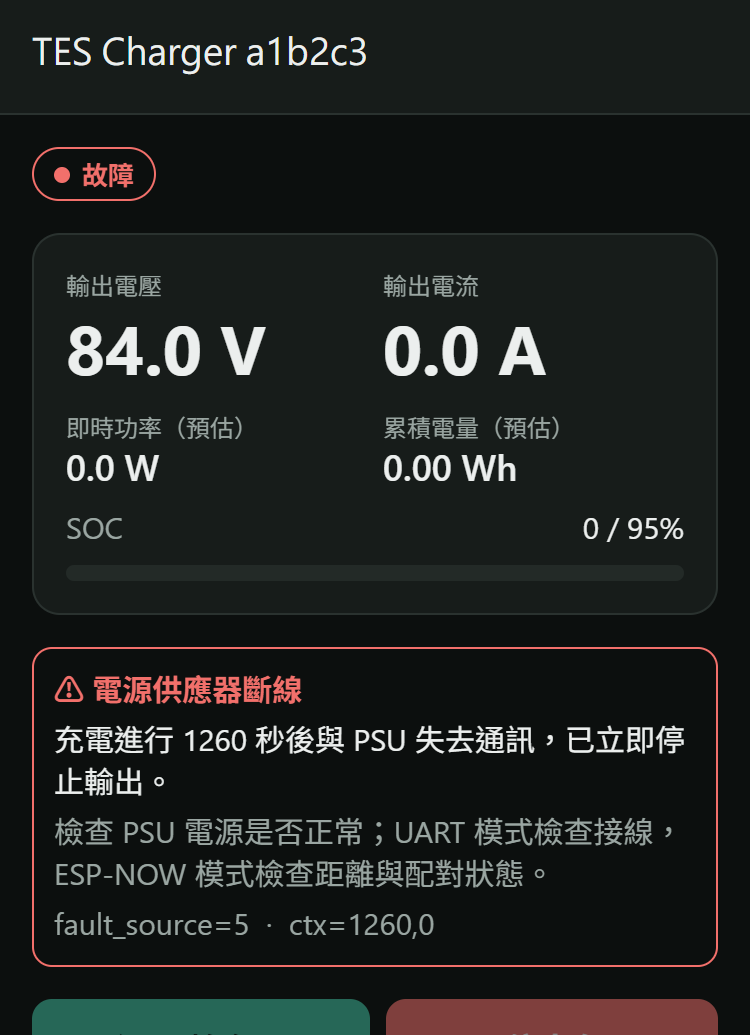 TES Charger a1b2c3
故障
輸出電壓 輸出電流
84.0 V 0.0 A
即時功率（預估） 累積電量（預估）
0.0 W 0.00 Wh
SOC 0 / 95%
電源供應器斷線
充電進行 1260 秒後與 PSU 失去通訊，已立即停
止輸出。
檢查 PSU 電源是否正常；UART 模式檢查接線，
ESP-NOW 模式檢查距離與配對狀態。
fault_source=5 · ctx=1260,0